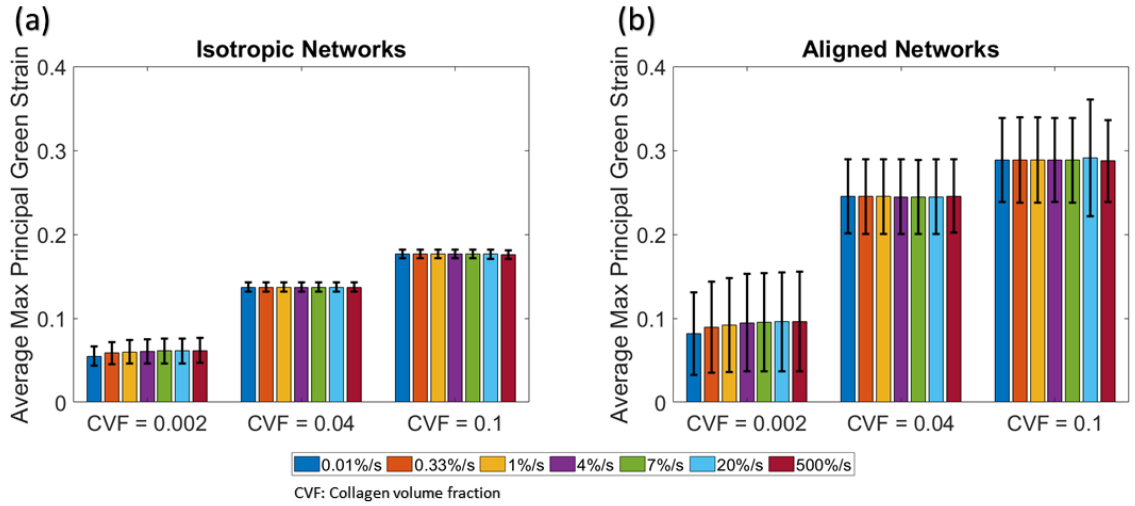 (a)
Isotropic Networks
Average Max Principal Green Strain
0.4
0.3
0.2
0.1
0
CVF = 0.002 CVF = 0.04 CVF = 0.1
(b)
Aligned Networks
Average Max Principal Green Strain
0.4
0.3
0.2
0.1
0
CVF = 0.002 CVF = 0.04 CVF = 0.1
0.01%/s 0.33%/s 1%/s 4%/s 7%/s 20%/s 500%/s
CVF: Collagen volume fraction